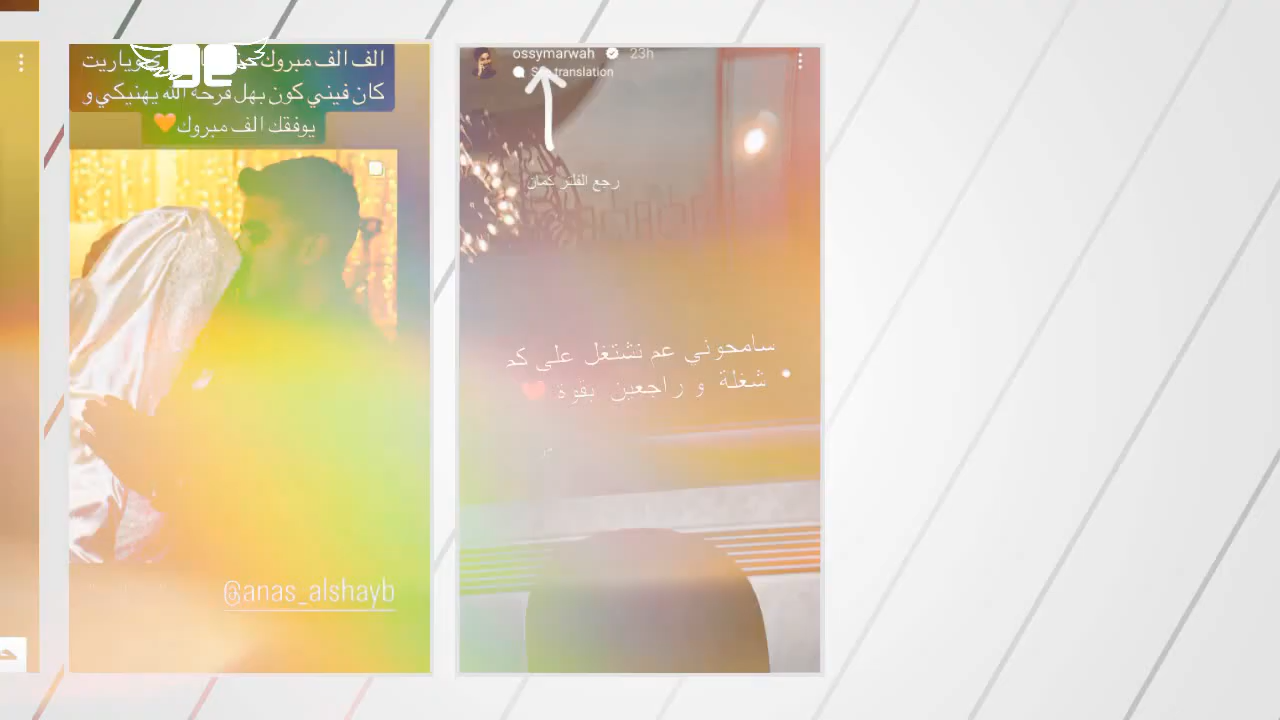 الف الف مبروك
وياريت
كان فيني كون بهل فرحة الله يهنيكي و
يوفقك الف مبروك🧡
@anas_alshayb
ossymarwah 23h
translation
رجع الفلتر كمان
سامحوني عم نشتغل على كم
شغلة و راجعين بقوة ❤️